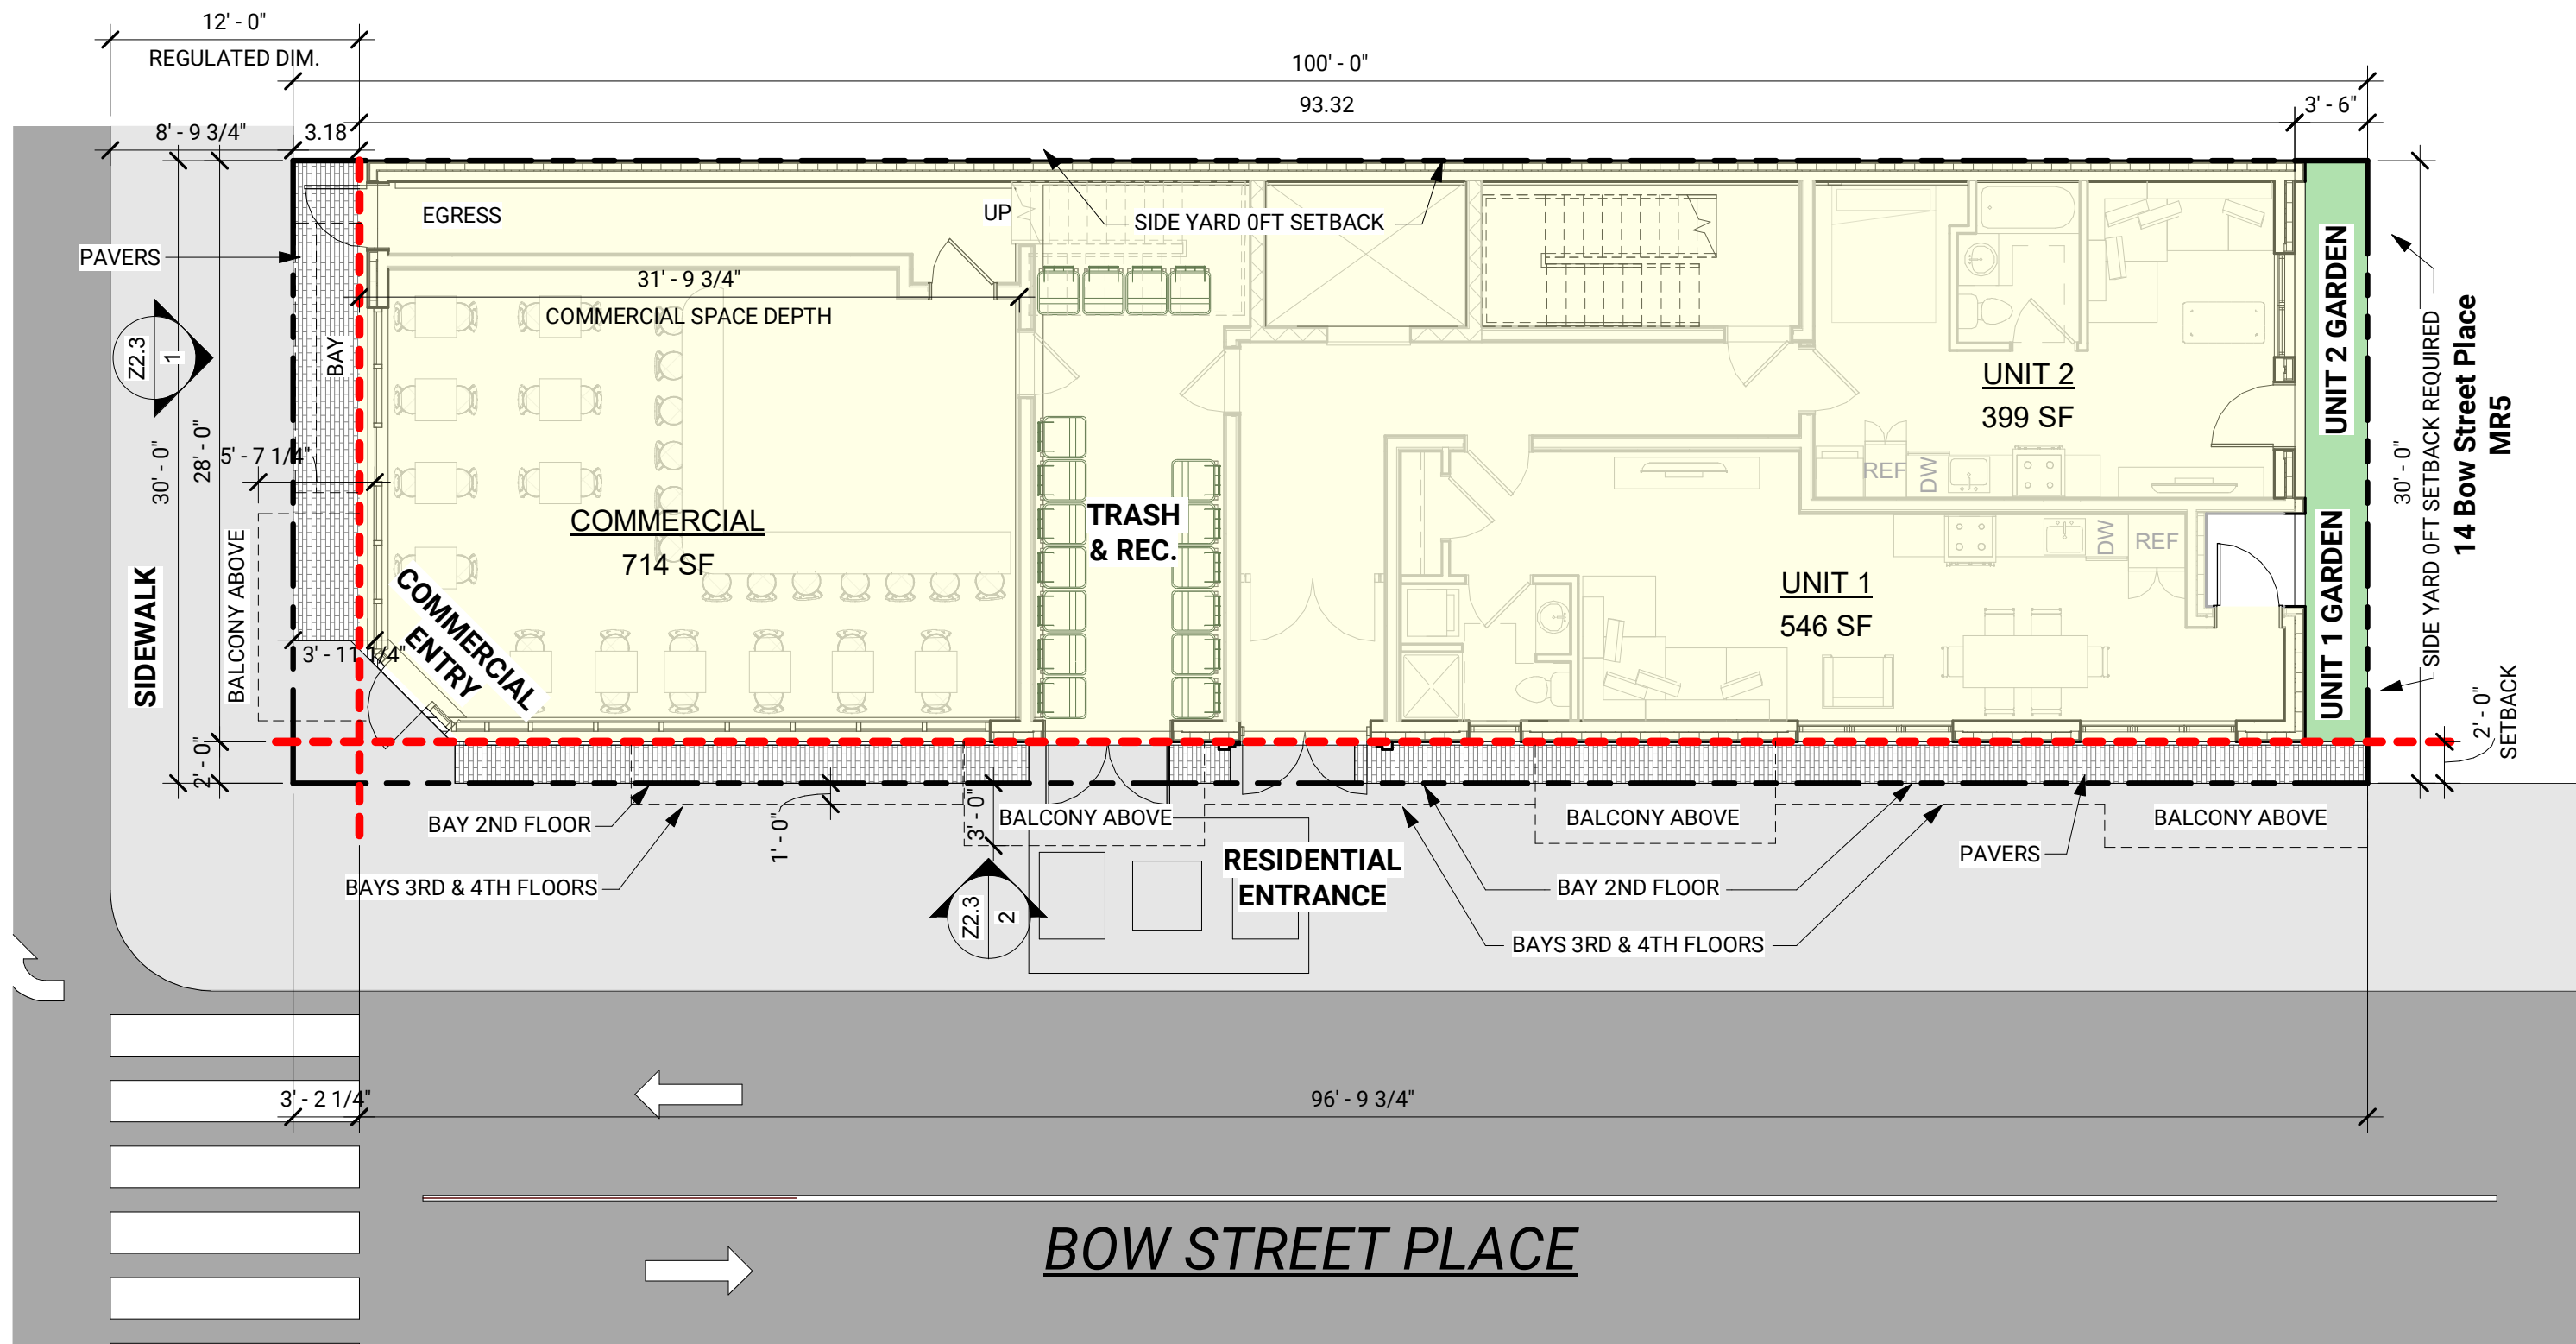 12' - 0"
REGULATED DIM.
100' - 0"
93.32
3' - 6"
8' - 9 3/4"
3.18
EGRESS
UP
SIDE YARD 0FT SETBACK
PAVERS
31' - 9 3/4"
COMMERCIAL SPACE DEPTH
Z2.3
1
BAY
30' - 0"
28' - 0"
5' - 7 1/4"
2' - 0"
SIDEWALK
BALCONY ABOVE
3' - 11 1/4"
COMMERCIAL
714 SF
COMMERCIAL
ENTRY
TRASH
& REC.
UNIT 2
399 SF
REF
DW
UNIT 1
546 SF
DW
REF
UNIT 2 GARDEN
UNIT 1 GARDEN
30' - 0"
SIDE YARD 0FT SETBACK REQUIRED
14 Bow Street Place
MR5
2' - 0"
SETBACK
BAY 2ND FLOOR
BAYS 3RD & 4TH FLOORS
1' - 0"
3' - 0"
BALCONY ABOVE
Z2.3
2
RESIDENTIAL
ENTRANCE
BALCONY ABOVE
BALCONY ABOVE
PAVERS
BAY 2ND FLOOR
BAYS 3RD & 4TH FLOORS
3' - 2 1/4"
96' - 9 3/4"
BOW STREET PLACE